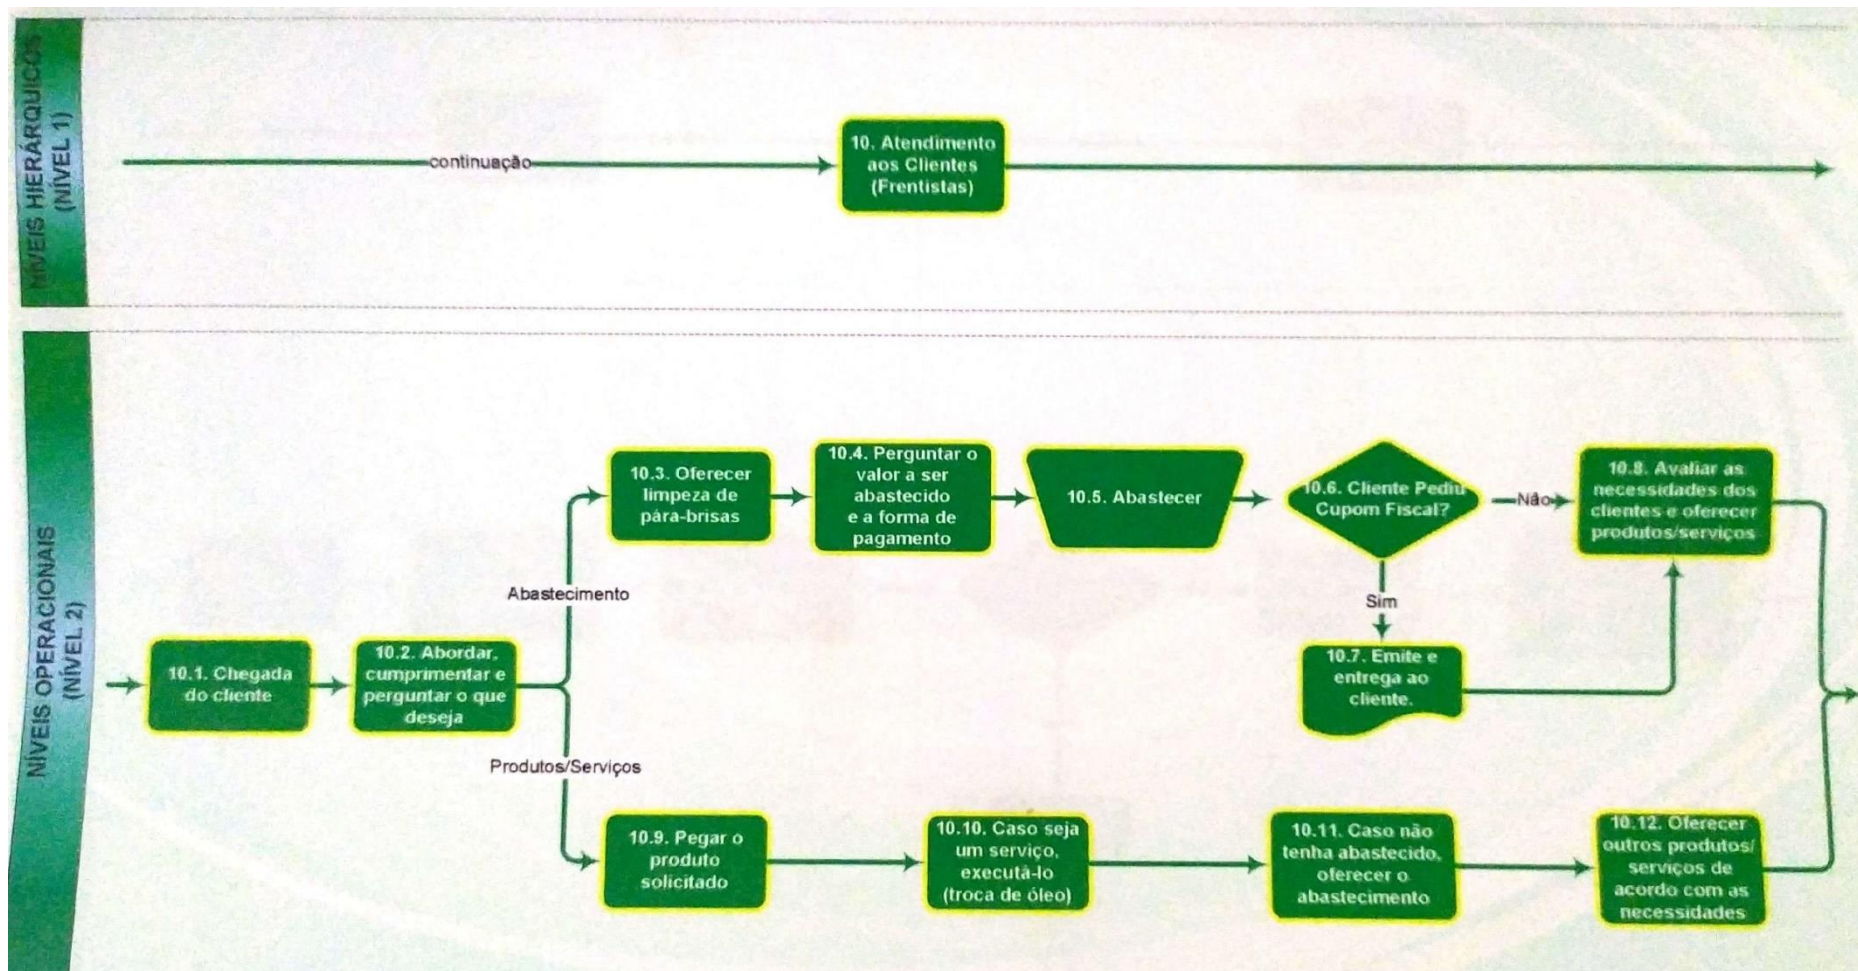 NÍVEIS HIERÁRQUICOS
(NÍVEL 1)
continuação
10. Atendimento
aos Clientes
(Frentistas)
NÍVEIS OPERACIONAIS
(NÍVEL 2)
10.1. Chegada
do cliente
10.2. Abordar,
cumprimentar e
perguntar o que
deseja
Abastecimento
10.3. Oferecer
limpeza de
pára-brisas
10.4. Perguntar o
valor a ser
abastecido
e a forma de
pagamento
10.5. Abastecer
10.6. Cliente Pediu
Cupom Fiscal?
Não
10.8. Avaliar as
necessidades dos
clientes e oferecer
produtos/serviços
Sim
10.7. Emite e
entrega ao
cliente.
Produtos/Serviços
10.9. Pegar o
produto
solicitado
10.10. Caso seja
um serviço,
executá-lo
(troca de óleo)
10.11. Caso não
tenha abastecido,
oferecer o
abastecimento
10.12. Oferecer
outros produtos/
serviços de
acordo com as
necessidades